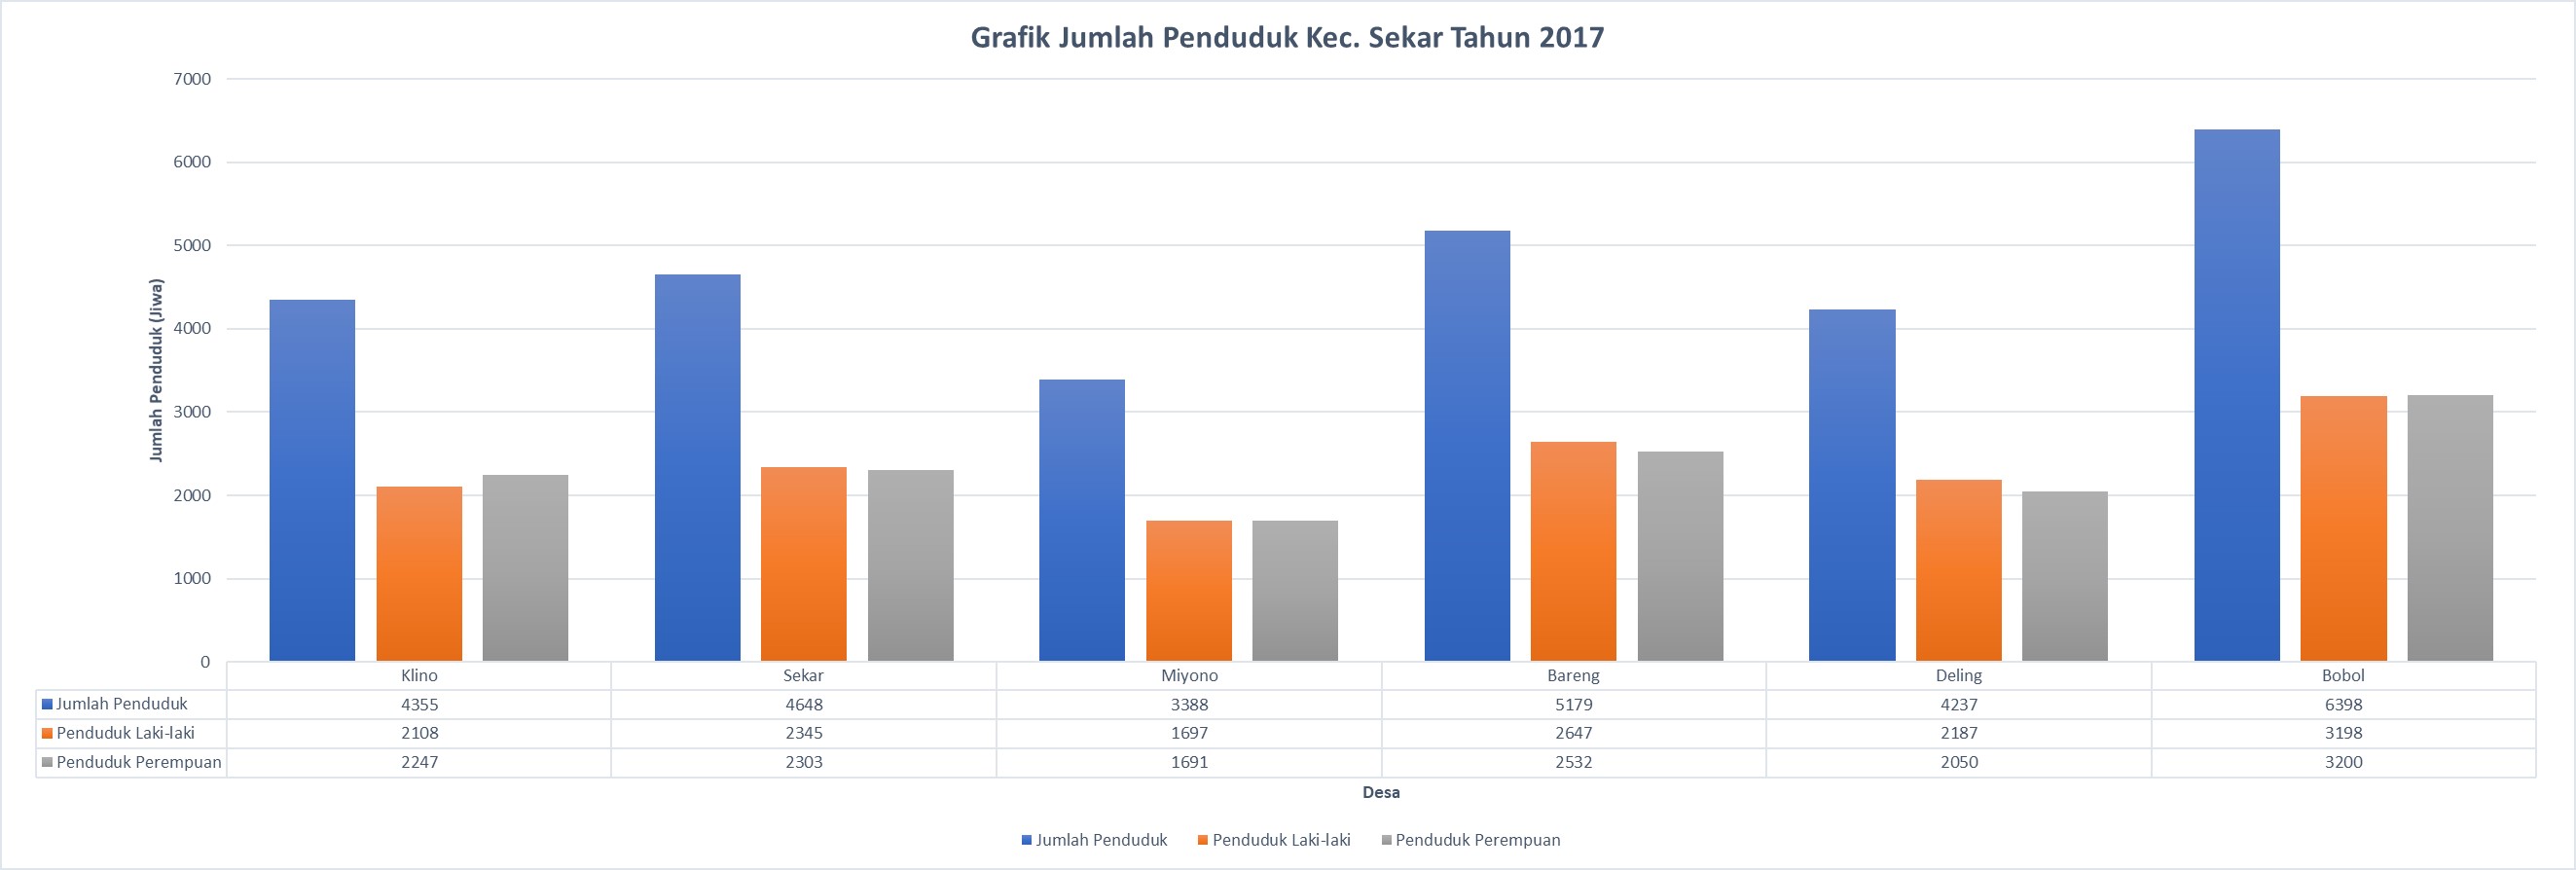 Grafik Jumlah Penduduk Kec. Sekar Tahun 2017
7000
6000
5000
4000
3000
2000
1000
0
Jumlah Penduduk (Jiwa)
Klino Sekar Miyono Bareng Deling Bobol
Jumlah Penduduk 4355 4648 3388 5179 4237 6398
Penduduk Laki-laki 2108 2345 1697 2647 2187 3198
Penduduk Perempuan 2247 2303 1691 2532 2050 3200
Desa
Jumlah Penduduk Penduduk Laki-laki Penduduk Perempuan